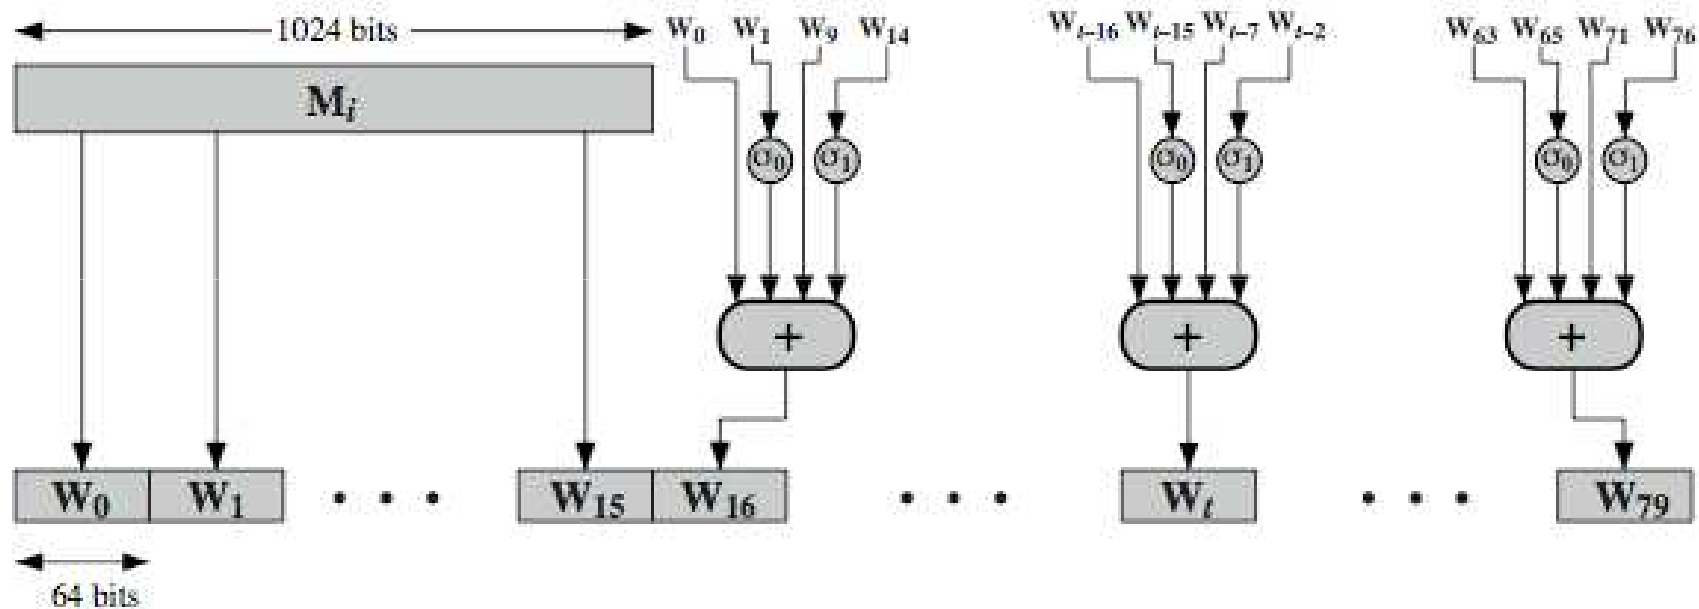 1024 bits
W0 W1 W9 W14
Wt–16 Wt–15 Wt–7 Wt–2
W63 W65 W71 W76
Mi
σ0 σ1
σ0 σ1
σ0 σ1
+
+
+
W0 W1 • • • W15 W16 • • • Wt • • • W79
64 bits